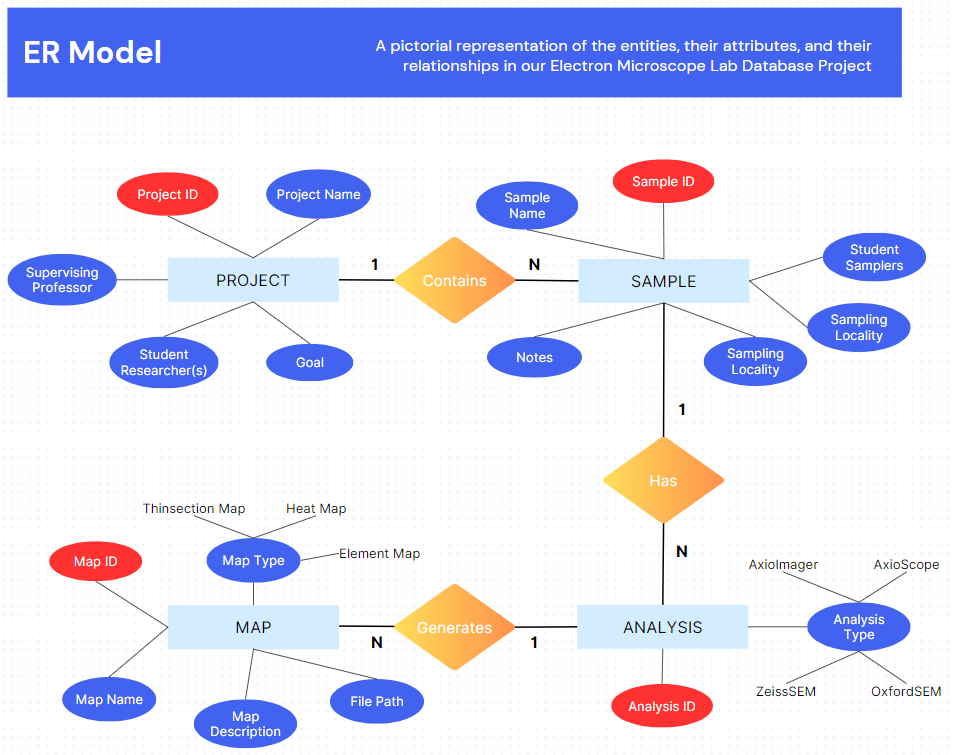 ER Model
A pictorial representation of the entities, their attributes, and their
relationships in our Electron Microscope Lab Database Project
Project ID
Project Name
Supervising
Professor
PROJECT
Student
Researcher(s)
Goal
1
Contains
N
Sample
Name
Sample ID
Student
Samplers
SAMPLE
Sampling
Locality
Notes
Sampling
Locality
1
Has
N
Thinsection Map
Heat Map
Map ID
Map Type
Element Map
MAP
N
Generates
1
ANALYSIS
AxioImager
AxioScope
Analysis
Type
ZeissSEM
OxfordSEM
Map Name
Map
Description
File Path
Analysis ID